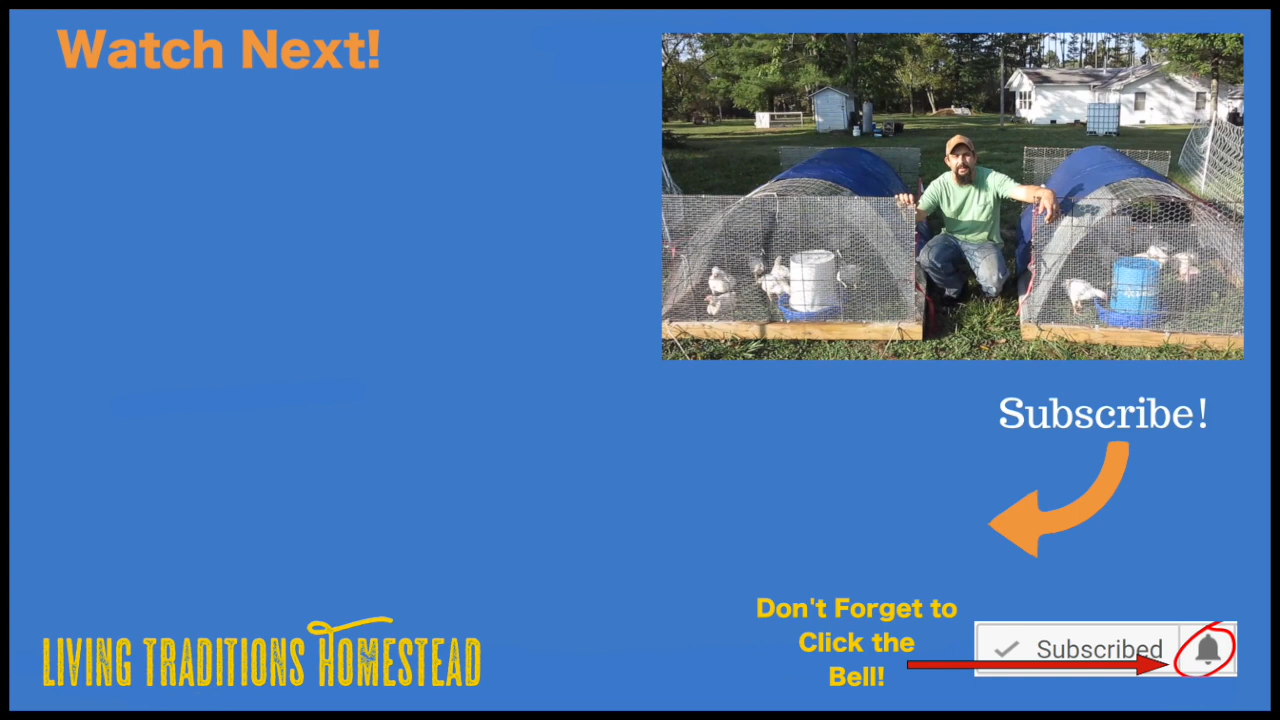 Watch Next!
Subscribe!
Don't Forget to
Click the
Bell!
Subscribed
LIVING TRADITIONS HOMESTEAD